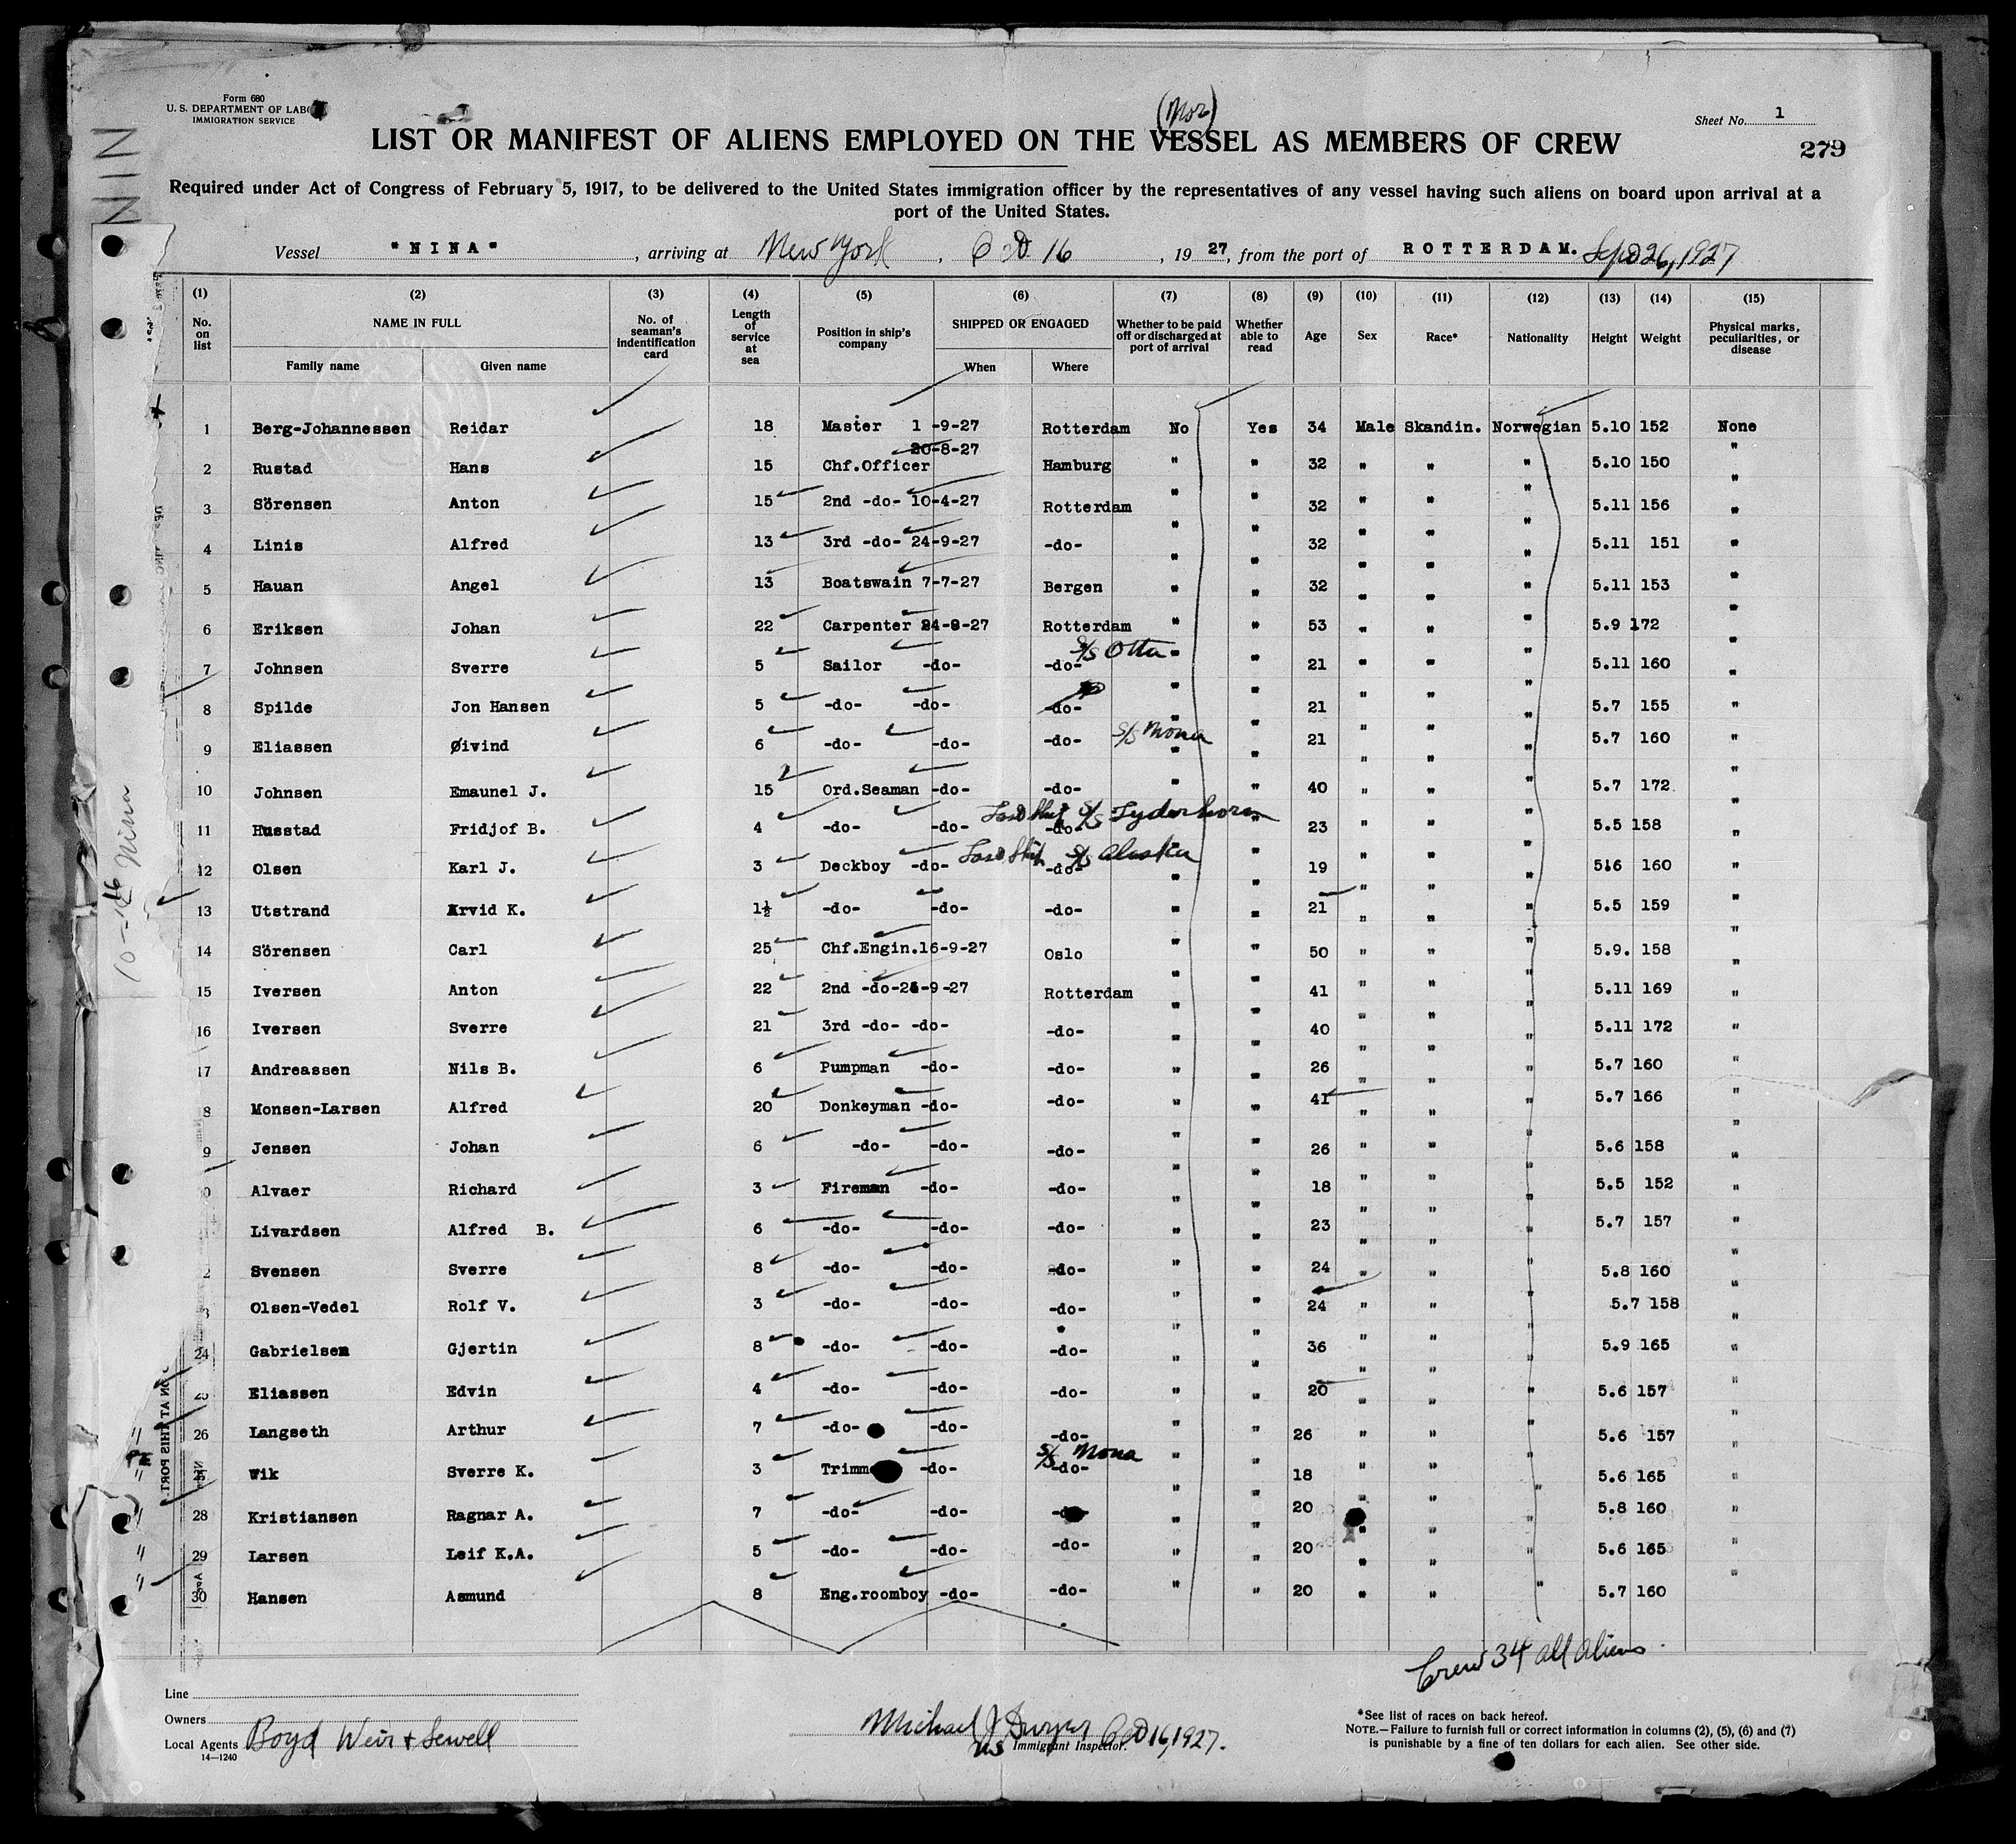 Form 680
U. S. DEPARTMENT OF LABO
IMMIGRATION SERVICE
(Nor)
Sheet No. 1
LIST OR MANIFEST OF ALIENS EMPLOYED ON THE VESSEL AS MEMBERS OF CREW
279
Required under Act of Congress of February 5, 1917, to be delivered to the United States immigration officer by the representatives of any vessel having such aliens on board upon arrival at a
port of the United States.
Vessel "NINA", arriving at New York, Oct 16, 1927, from the port of ROTTERDAM. Sept 26, 1927
(1) (2) (3) (4) (5) (6) (7) (8) (9) (10) (11) (12) (13) (14) (15)
No. on list NAME IN FULL Family name Given name No. of seaman's indentification card Length of service at sea Position in ship's company SHIPPED OR ENGAGED When Where Whether to be paid off or discharged at port of arrival Whether able to read Age Sex Race* Nationality Height Weight Physical marks, peculiarities, or disease
1 Berg-Johannessen Reidar 18 Master 1-9-27 Rotterdam No Yes 34 Male Skandin. Norwegian 5.10 152 None
2 Rustad Hans 15 Chf.Officer 20-8-27 Hamburg " " 32 " " " 5.10 150 "
3 Sörensen Anton 15 2nd -do- 10-4-27 Rotterdam " " 32 " " " 5.11 156 "
4 Linis Alfred 13 3rd -do- 24-9-27 -do- " " 32 " " " 5.11 151 "
5 Hauan Angel 13 Boatswain 7-7-27 Bergen " " 32 " " " 5.11 153 "
6 Eriksen Johan 22 Carpenter 24-9-27 Rotterdam " " 53 " " " 5.9 172 "
7 Johnsen Sverre 5 Sailor -do- -do- S/S Otta " " 21 " " " 5.11 160 "
8 Spilde Jon Hansen 5 -do- -do- -do- " " 21 " " " 5.7 155 "
9 Eliassen Øivind 6 -do- -do- -do- S/S Mona " " 21 " " " 5.7 160 "
10 Johnsen Emaunel J. 15 Ord.Seaman -do- -do- " " 40 " " " 5.7 172 "
11 Husstad Fridjof B. 4 -do- -do- -do- Last Ship S/S Tyderhorn " " 23 " " " 5.5 158 "
12 Olsen Karl J. 3 Deckboy -do- -do- Last Ship S/S Alaska " " 19 " " " 5.6 160 "
13 Utstrand Arvid K. 1½ -do- -do- -do- " " 21 " " " 5.5 159 "
14 Sörensen Carl 25 Chf.Engin. 16-9-27 Oslo " " 50 " " " 5.9. 158 "
15 Iversen Anton 22 2nd -do- -9-27 Rotterdam " " 41 " " " 5.11 169 "
16 Iversen Sverre 21 3rd -do- -do- -do- " " 40 " " " 5.11 172 "
17 Andreassen Nils B. 6 Pumpman -do- -do- " " 26 " " " 5.7 160 "
8 Monsen-Larsen Alfred 20 Donkeyman -do- -do- " " 41 " " " 5.7 166 "
9 Jensen Johan 6 -do- -do- -do- " " 26 " " " 5.6 158 "
0 Alvaer Richard 3 Fireman -do- -do- " " 18 " " " 5.5 152 "
Livardsen Alfred B. 6 -do- -do- -do- " " 23 " " " 5.7 157 "
2 Svensen Sverre 8 -do- -do- -do- " " 24 " " " 5.8 160 "
3 Olsen-Vedel Rolf V. 3 -do- -do- -do- " " 24 " " " 5.7 158 "
24 Gabrielsen Gjertin 8 -do- -do- -do- " " 36 " " " 5.9 165 "
25 Eliassen Edvin 4 -do- -do- -do- " " 20 " " " 5.6 157 "
26 Langseth Arthur 7 -do- -do- -do- " " 26 " " " 5.6 157 "
Wik Sverre K. 3 Trimm -do- -do- S/S Mona " " 18 " " " 5.6 165 "
28 Kristiansen Ragnar A. 7 -do- -do- " " 20 " " " 5.8 160 "
29 Larsen Leif K.A. 5 -do- -do- -do- " " 20 " " " 5.6 165 "
30 Hansen Asmund 8 Eng.roomboy -do- -do- " " 20 " " " 5.7 160 "
NIN
10-16 Nina
Crew 34 all aliens
Line
Owners
Local Agents Boyd Weir & Sewell
14—1240
Michael J Dwyer Oct 16, 1927.
US Immigrant Inspector.
*See list of races on back hereof.
NOTE.—Failure to furnish full or correct information in columns (2), (5), (6) and (7)
is punishable by a fine of ten dollars for each alien. See other side.